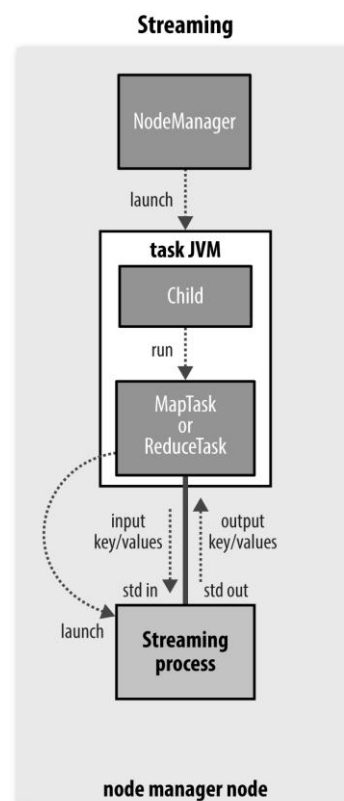 Streaming
NodeManager
launch
task JVM
Child
run
MapTask
or
ReduceTask
input
key/values
output
key/values
std in
std out
launch
Streaming
process
node manager node